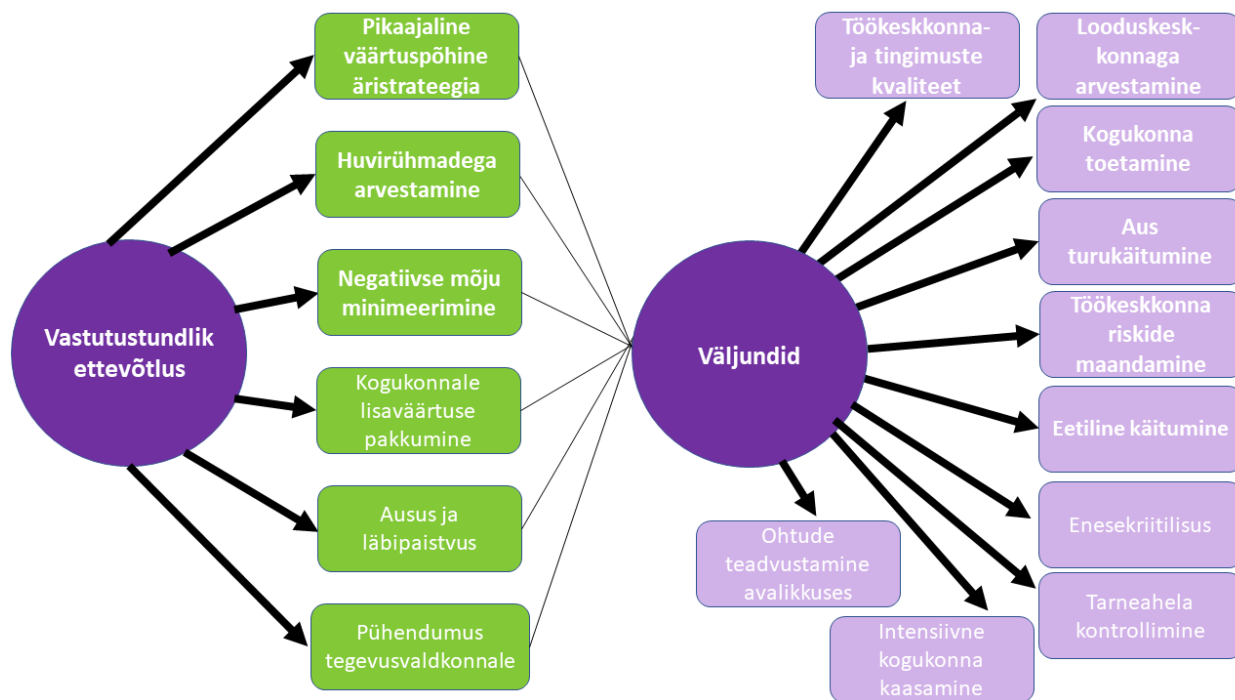 Pikaajaline
väärtuspõhine
äristrateegia
Huvirühmadega
arvestamine
Negatiivse mõju
minimeerimine
Kogukonnale
lisaväärtuse
pakkumine
Ausus ja
läbipaistvus
Pühendumus
tegevusvaldkonnale
Vastutustundlik
ettevõtlus
Väljundid
Töökeskkonna-
ja tingimuste
kvaliteet
Looduskesk-
konnaga
arvestamine
Kogukonna
toetamine
Aus
turukäitumine
Töökeskkonna
riskide
maandamine
Eetiline käitumine
Enesekriitilisus
Tarneahela
kontrollimine
Intensiivne
kogukonna
kaasamine
Ohtude
teadvustamine
avalikkuses